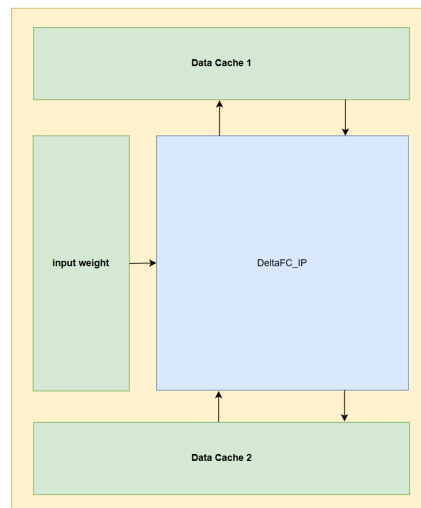 Data Cache 1
input weight
DeltaFC_IP
Data Cache 2